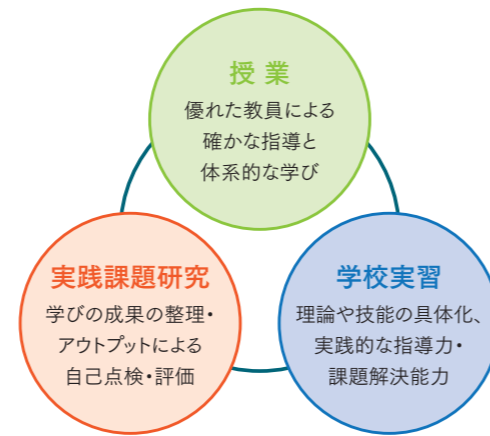 授 業
優れた教員による
確かな指導と
体系的な学び
実践課題研究
学びの成果の整理・
アウトプットによる
自己点検・評価
学校実習
理論や技能の具体化、
実践的な指導力・
課題解決能力